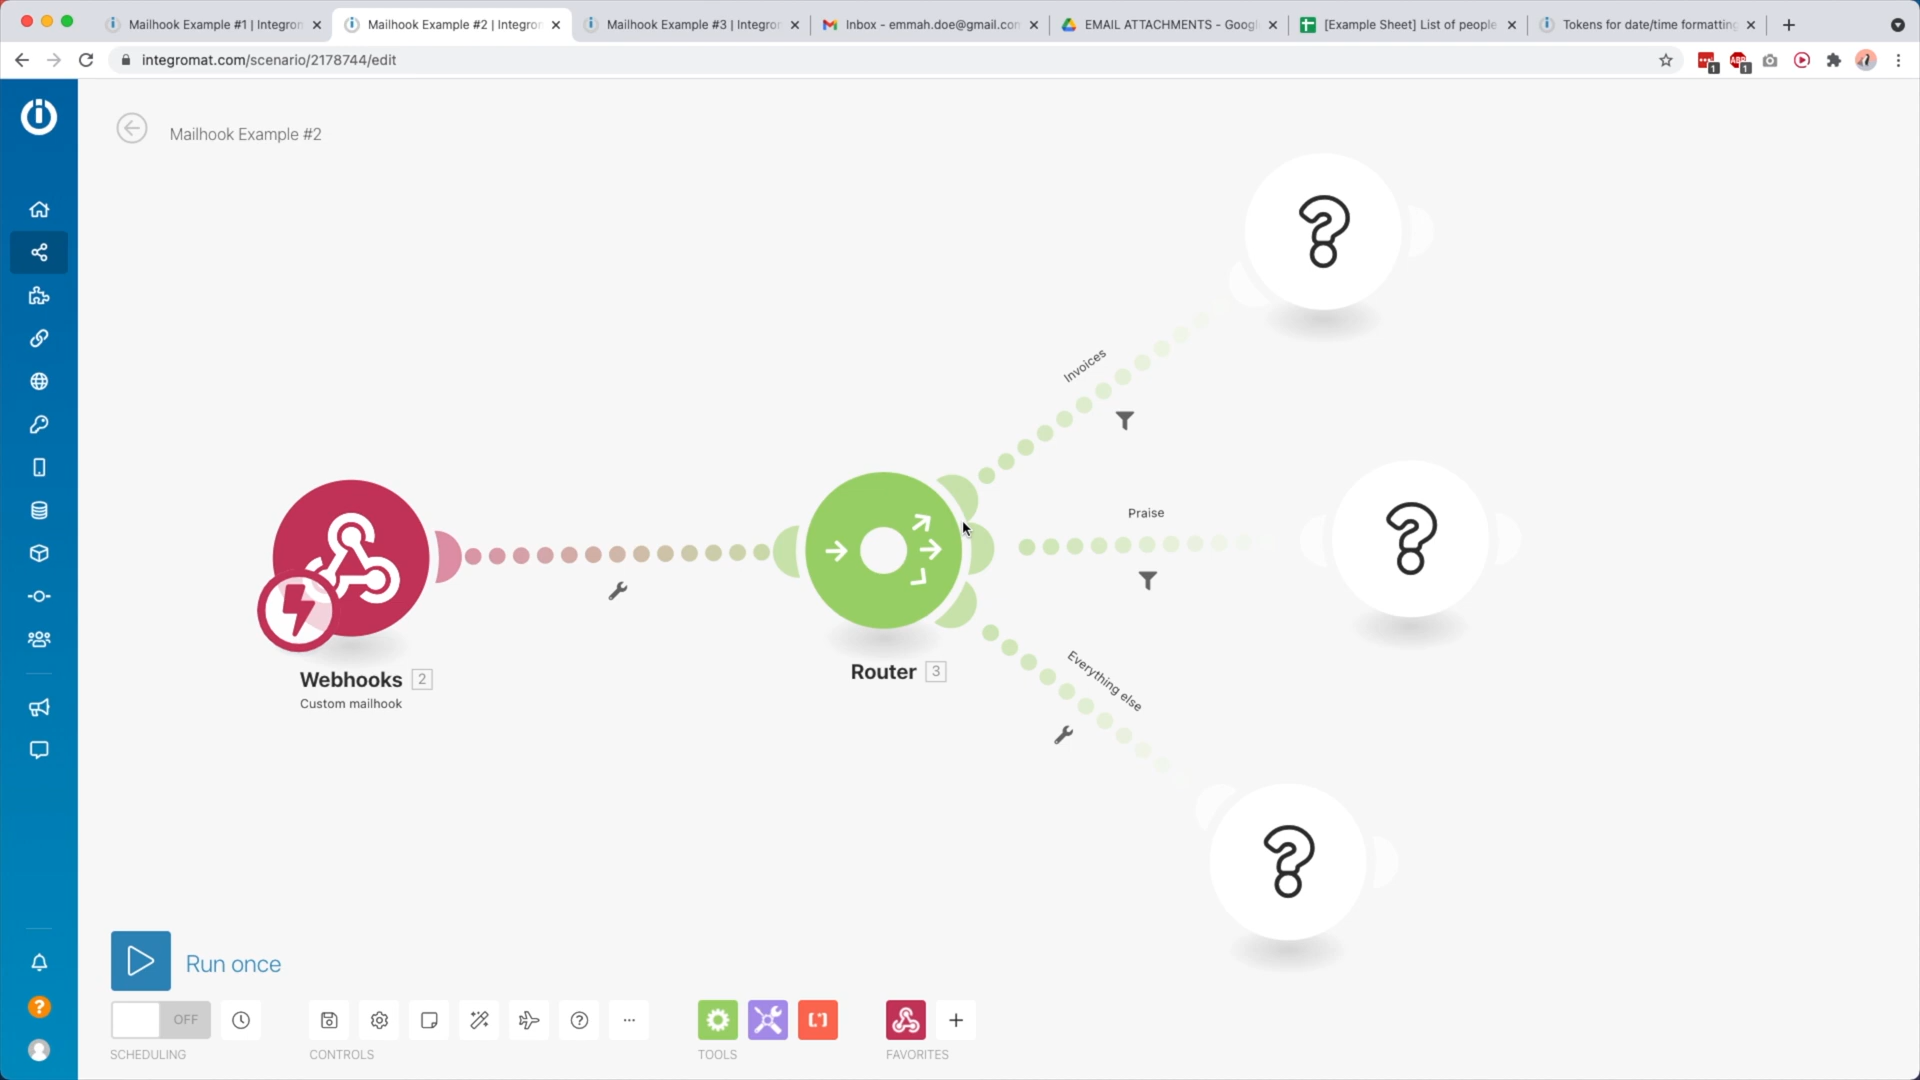 Mailhook Example #1 | Integrom
Mailhook Example #2 | Integrom
Mailhook Example #3 | Integrom
Inbox - emmah.doe@gmail.com
EMAIL ATTACHMENTS - Googl
[Example Sheet] List of people
Tokens for date/time formatting
integromat.com/scenario/2178744/edit
1
1
Mailhook Example #2
Invoices
Praise
Everything else
Webhooks 2
Custom mailhook
Router 3
Run once
OFF
SCHEDULING
CONTROLS
TOOLS
FAVORITES